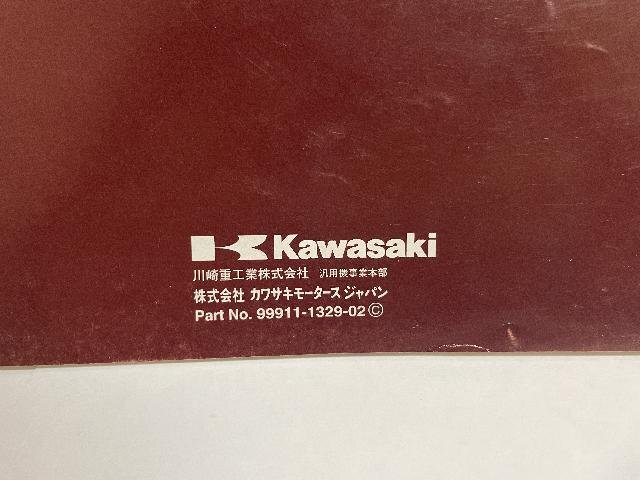 Kawasaki
川崎重工業株式会社 汎用機事業本部
株式会社 カワサキモータース ジャパン
Part No. 99911-1329-02 ©